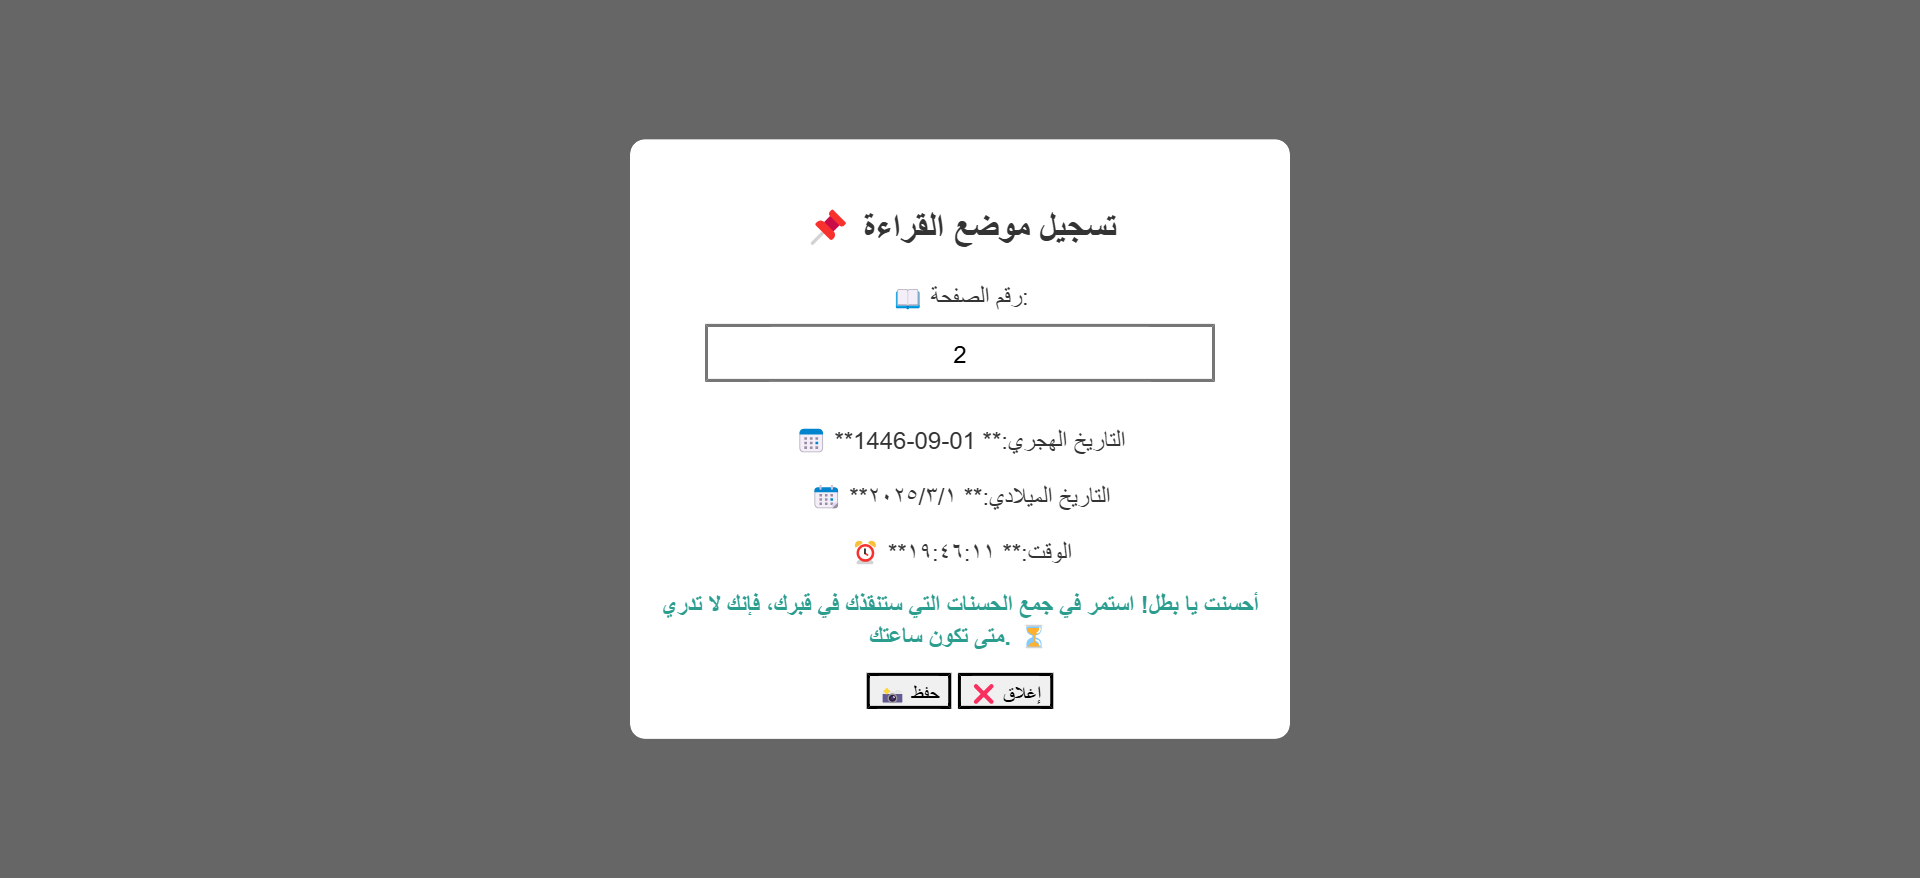 تسجيل موضع القراءة 📌
رقم الصفحة 📖:
2
التاريخ الهجري:** 1446-09-01** 📅
التاريخ الميلادي:** ٢٠٢٥/٣/١** 📆
الوقت:** ١٩:٤٦:١١** ⏰
أحسنت يا بطل! استمر في جمع الحسنات التي ستنقذك في قبرك، فإنك لا تدري
متى تكون ساعتك. ⏳
إغلاق ❌ حفظ 📸